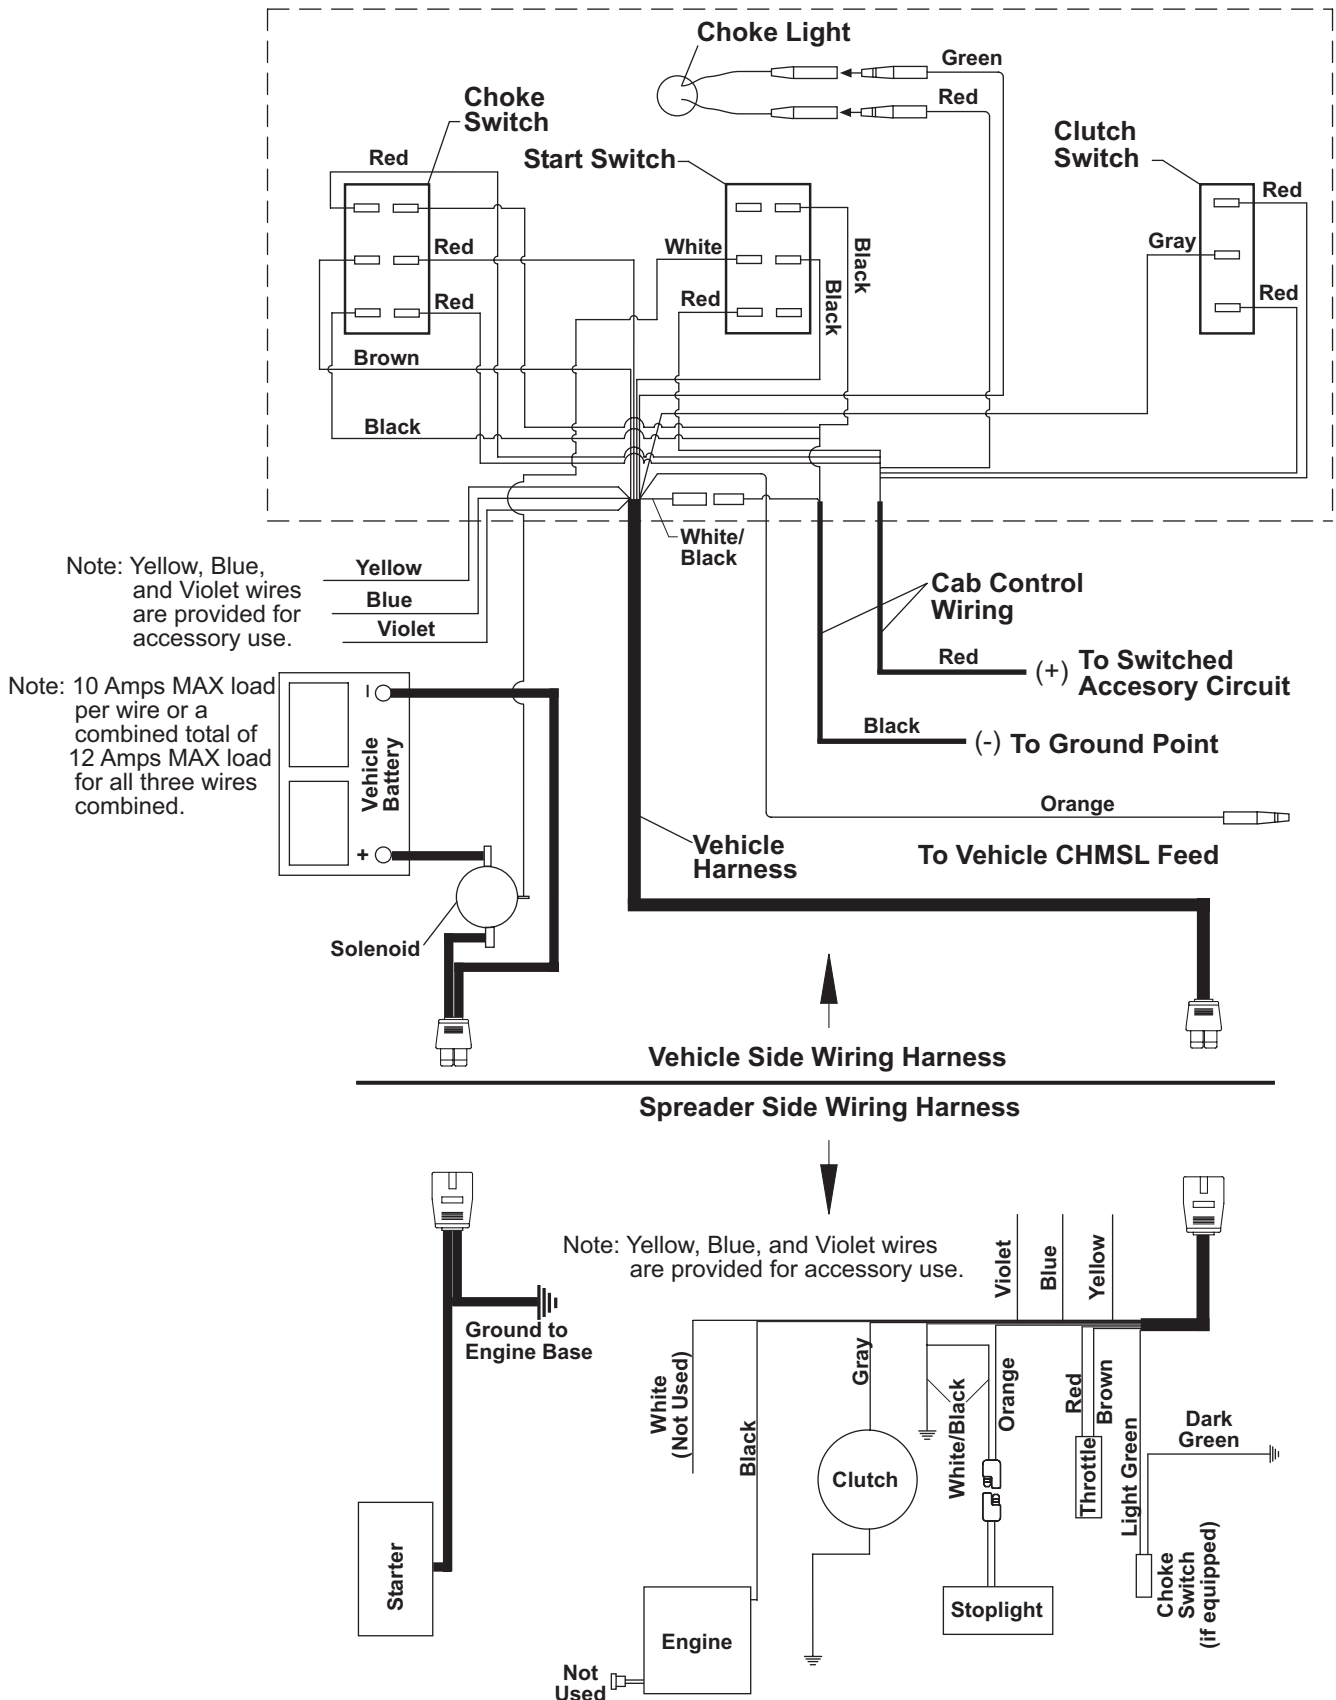 Choke Light
Green
Red
Choke
Switch
Red
Start Switch
Clutch
Switch
Red
Red
White
Black
Gray
Red
Red
Black
Red
Brown
Black
White/
Black
Note: Yellow, Blue,
and Violet wires
are provided for
accessory use.
Yellow
Blue
Violet
Cab Control
Wiring
Red
(+) To Switched
Accesory Circuit
Black
(-) To Ground Point
Note: 10 Amps MAX load
per wire or a
combined total of
12 Amps MAX load
for all three wires
combined.
Vehicle
Battery
–
+
Orange
To Vehicle CHMSL Feed
Vehicle
Harness
Solenoid
Vehicle Side Wiring Harness
Spreader Side Wiring Harness
Note: Yellow, Blue, and Violet wires
are provided for accessory use.
Violet
Blue
Yellow
Ground to
Engine Base
White
(Not Used)
Black
Gray
White/Black
Orange
Red
Brown
Light Green
Dark
Green
Clutch
Throttle
Starter
Choke
Switch
(if equipped)
Stoplight
Engine
Not
Used